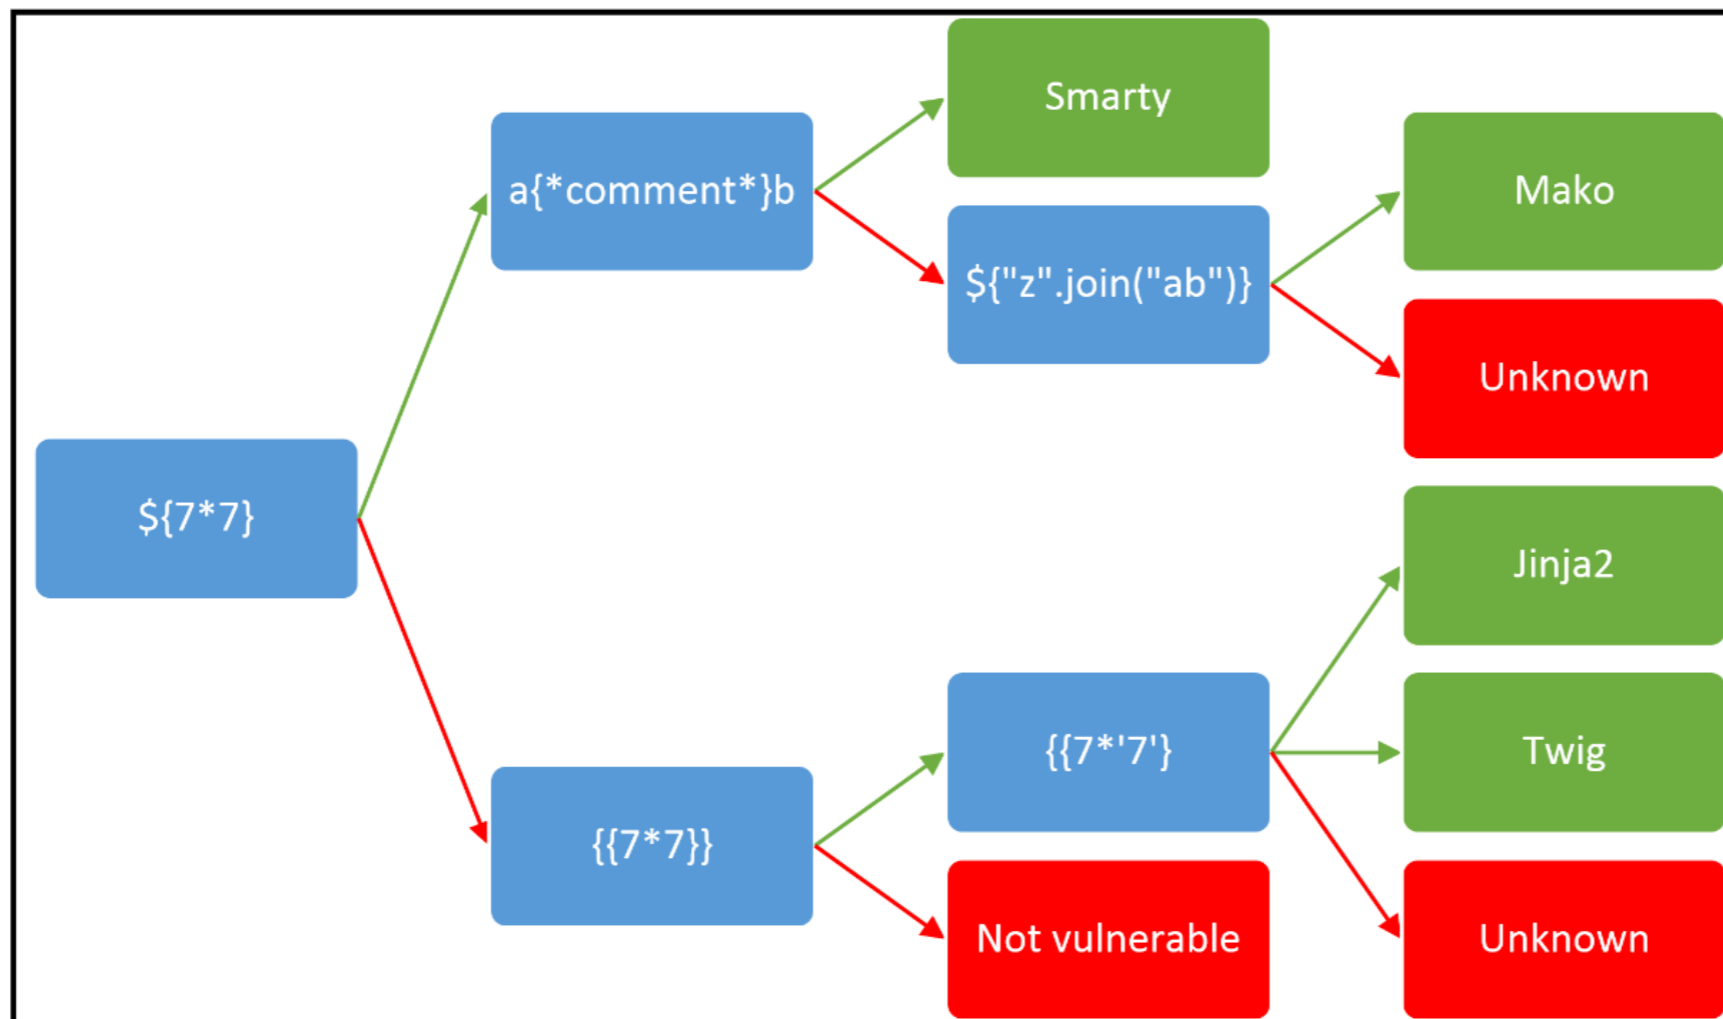 Smarty
a{*comment*}b
Mako
${"z".join("ab")}
Unknown
${7*7}
Jinja2
{{7*'7'}
Twig
{{7*7}}
Not vulnerable
Unknown